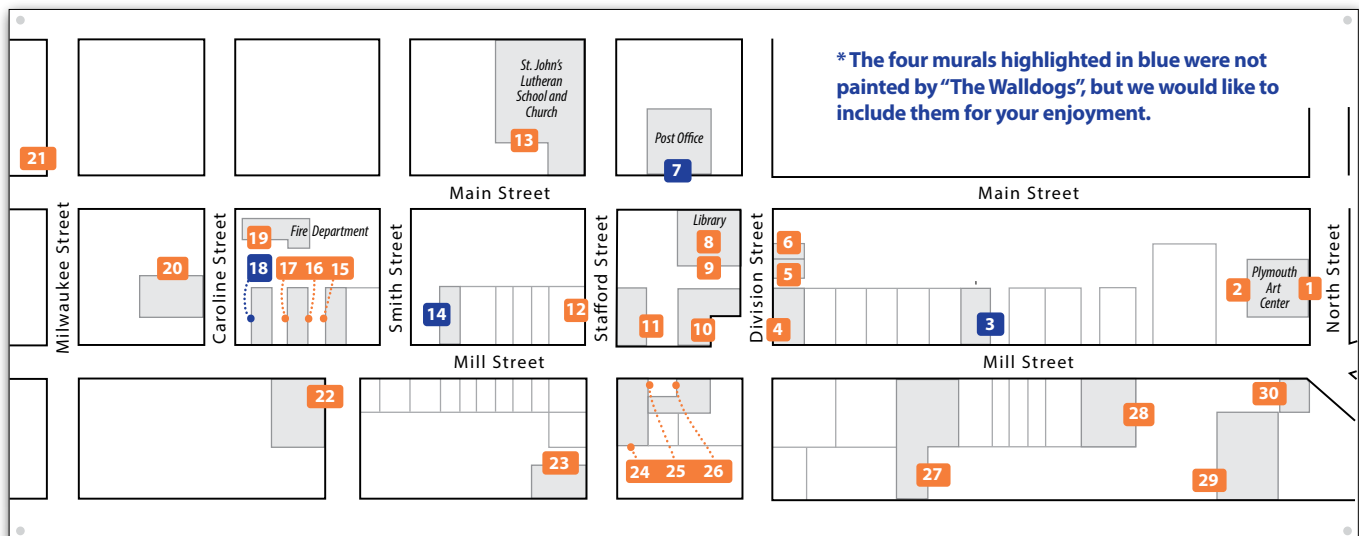 * The four murals highlighted in blue were not
painted by “The Walldogs”, but we would like to
include them for your enjoyment.
St. John's
Lutheran
School and
Church
13
Post Office
7
21
Main Street
Main Street
Milwaukee Street
Caroline Street
Smith Street
Stafford Street
Division Street
North Street
19
Fire Department
18
17
16
15
20
14
12
Library
8
9
11
10
6
5
4
3
2
Plymouth
Art
Center
1
Mill Street
Mill Street
22
23
24
25
26
27
28
29
30